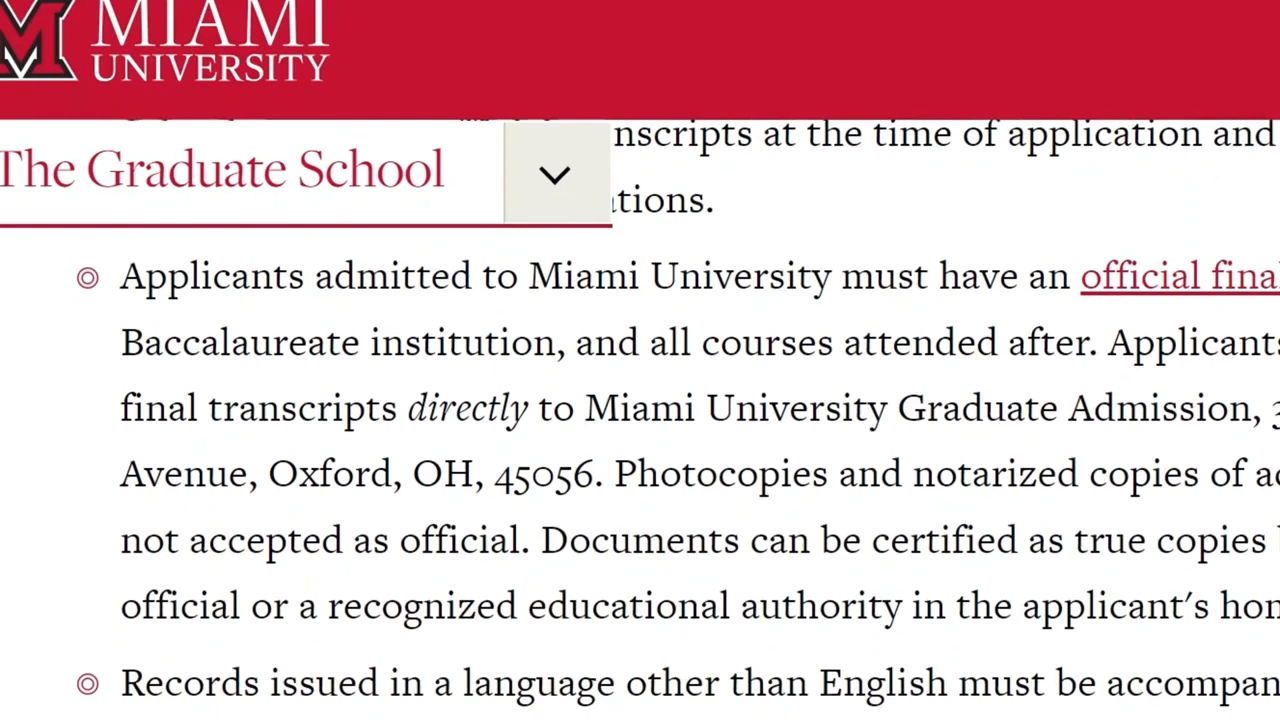 M
MIAMI
UNIVERSITY
nscripts at the time of application and
The Graduate School
tions.
Applicants admitted to Miami University must have an official final
Baccalaureate institution, and all courses attended after. Applicants
final transcripts directly to Miami University Graduate Admission,
Avenue, Oxford, OH, 45056. Photocopies and notarized copies of ac
not accepted as official. Documents can be certified as true copies
official or a recognized educational authority in the applicant's hom
Records issued in a language other than English must be accompan